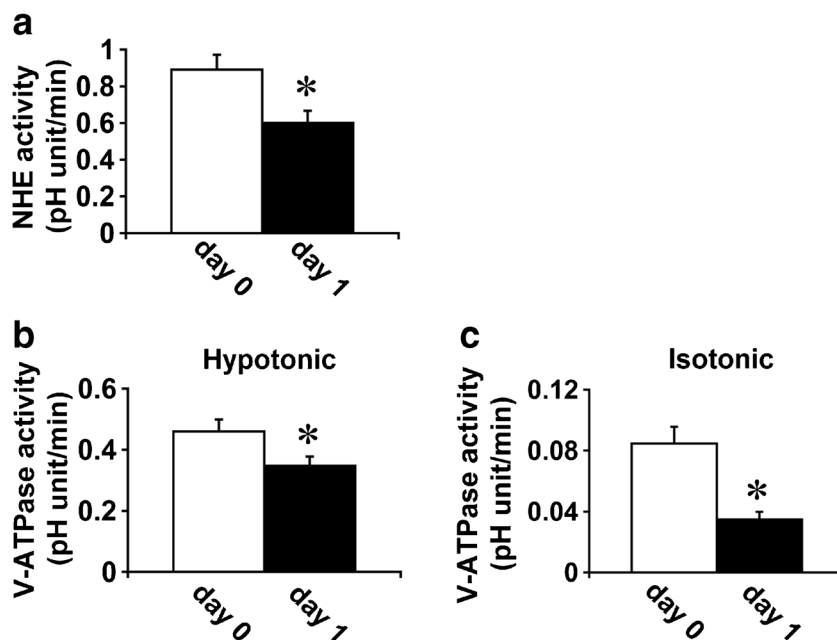 a
NHE activity
(pH unit/min)
1
0.8
0.6
0.4
0.2
0
*
day 0
day 1
b
Hypotonic
V-ATPase activity
(pH unit/min)
0.6
0.4
0.2
0
*
day 0
day 1
c
Isotonic
V-ATPase activity
(pH unit/min)
0.12
0.08
0.04
0
*
day 0
day 1